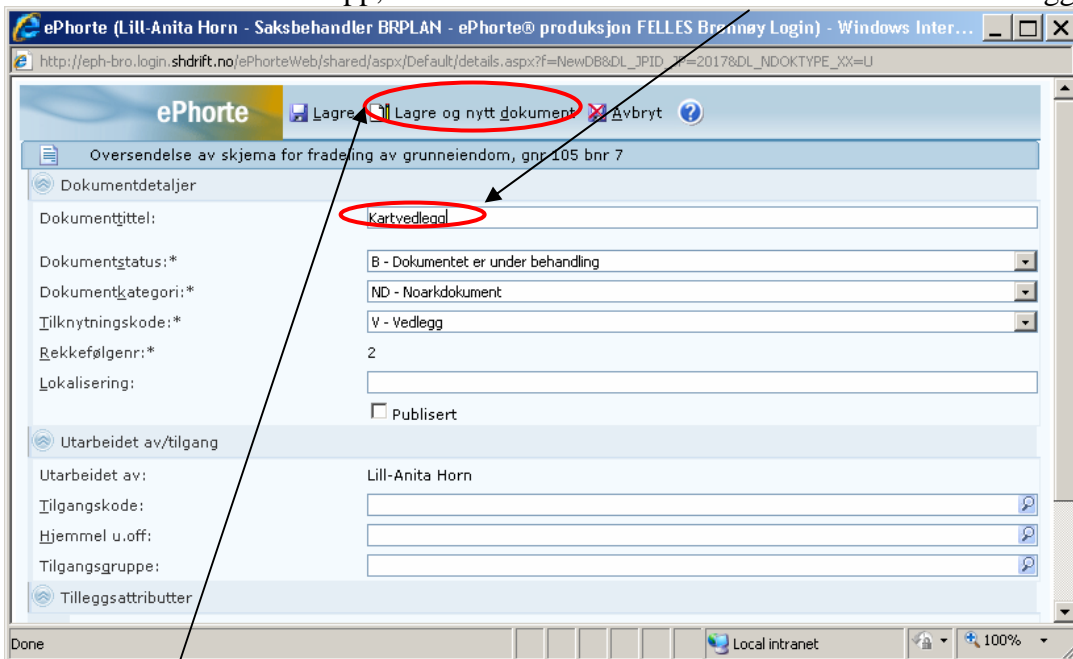 ePhorte (Lill-Anita Horn - Saksbehandler BRPLAN - ePhorte® produksjon FELLES Brønnøy Login) - Windows Inter...
http://eph-bro.login.shdrift.no/ePhorteWeb/shared/aspx/Default/details.aspx?f=NewDB&DL_JPID_JP=2017&DL_NDOKTYPE_XX=U
ePhorte Lagre Lagre og nytt dokument Avbryt ?
Oversendelse av skjema for fradeling av grunneiendom, gnr 105 bnr 7
Dokumentdetaljer
Dokumenttittel: Kartvedlegg
Dokumentstatus:* B - Dokumentet er under behandling
Dokumentkategori:* ND - Noarkdokument
Tilknytningskode:* V - Vedlegg
Rekkefølgenr:* 2
Lokalisering:
Publisert
Utarbeidet av/tilgang
Utarbeidet av: Lill-Anita Horn
Tilgangskode:
Hjemmel u.off:
Tilgangsgruppe:
Tilleggsattributter
Done Local intranet 100%